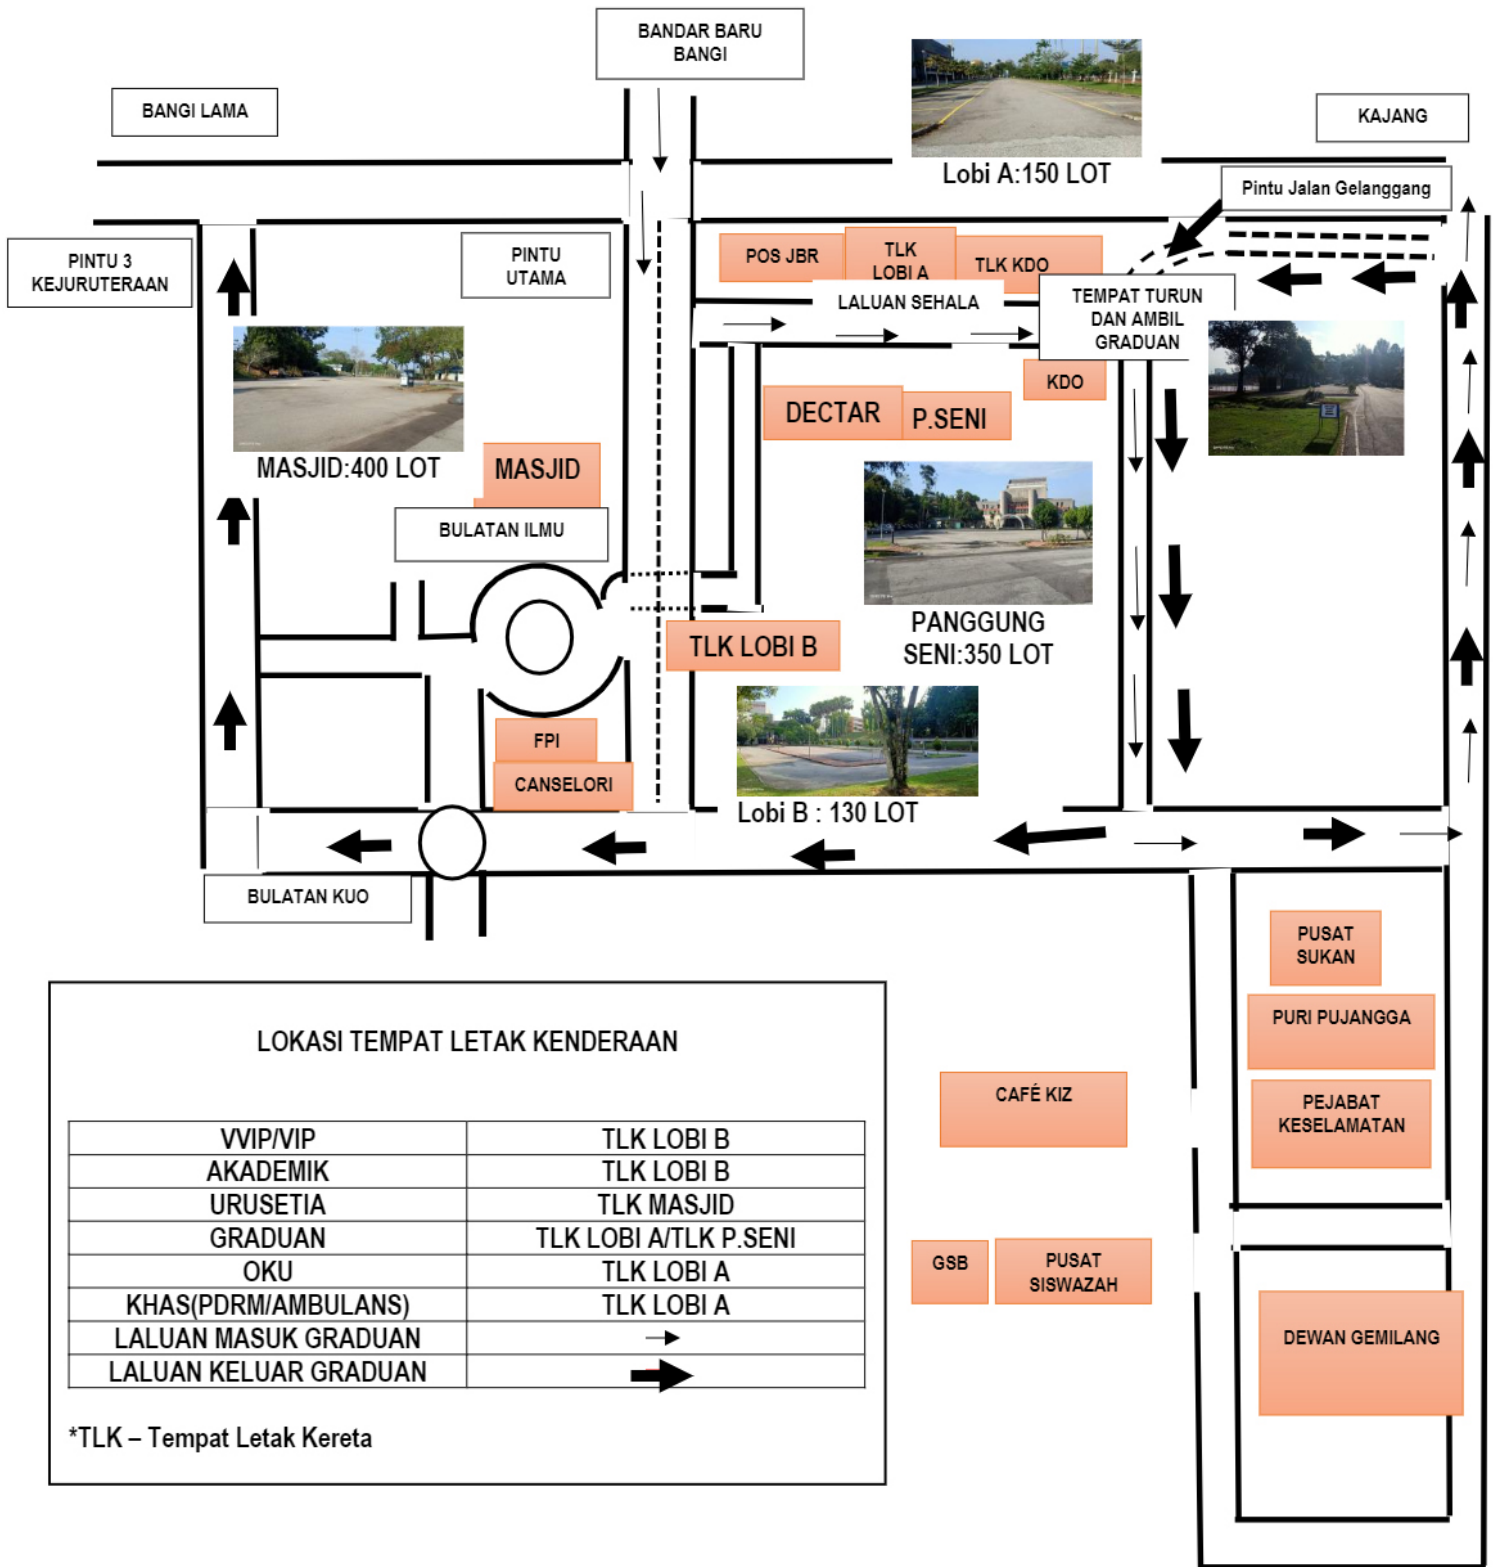 BANDAR BARU
BANGI
BANGI LAMA
KAJANG
Lobi A:150 LOT
Pintu Jalan Gelanggang
PINTU 3
KEJURUTERAAN
PINTU
UTAMA
POS JBR
TLK
LOBI A
TLK KDO
LALUAN SEHALA
TEMPAT TURUN
DAN AMBIL
GRADUAN
KDO
DECTAR
P.SENI
MASJID:400 LOT
MASJID
BULATAN ILMU
PANGGUNG
SENI:350 LOT
TLK LOBI B
FPI
CANSELORI
Lobi B : 130 LOT
BULATAN KUO
PUSAT
SUKAN
PURI PUJANGGA
PEJABAT
KESELAMATAN
CAFÉ KIZ
GSB
PUSAT
SISWAZAH
DEWAN GEMILANG
LOKASI TEMPAT LETAK KENDERAAN
VVIP/VIP TLK LOBI B
AKADEMIK TLK LOBI B
URUSETIA TLK MASJID
GRADUAN TLK LOBI A/TLK P.SENI
OKU TLK LOBI A
KHAS(PDRM/AMBULANS) TLK LOBI A
LALUAN MASUK GRADUAN
LALUAN KELUAR GRADUAN
*TLK – Tempat Letak Kereta